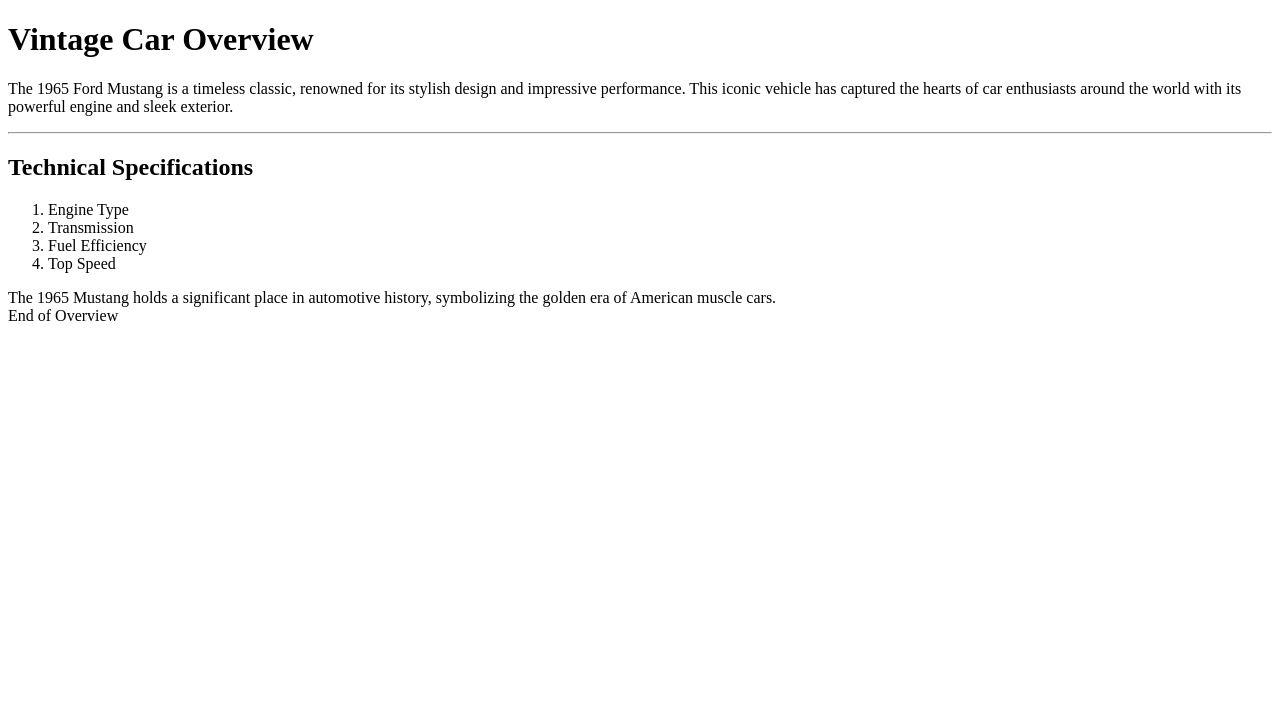 Vintage Car Overview
The 1965 Ford Mustang is a timeless classic, renowned for its stylish design and impressive performance. This iconic vehicle has captured the hearts of car enthusiasts around the world with its
powerful engine and sleek exterior.
Technical Specifications
1. Engine Type
2. Transmission
3. Fuel Efficiency
4. Top Speed
The 1965 Mustang holds a significant place in automotive history, symbolizing the golden era of American muscle cars.
End of Overview